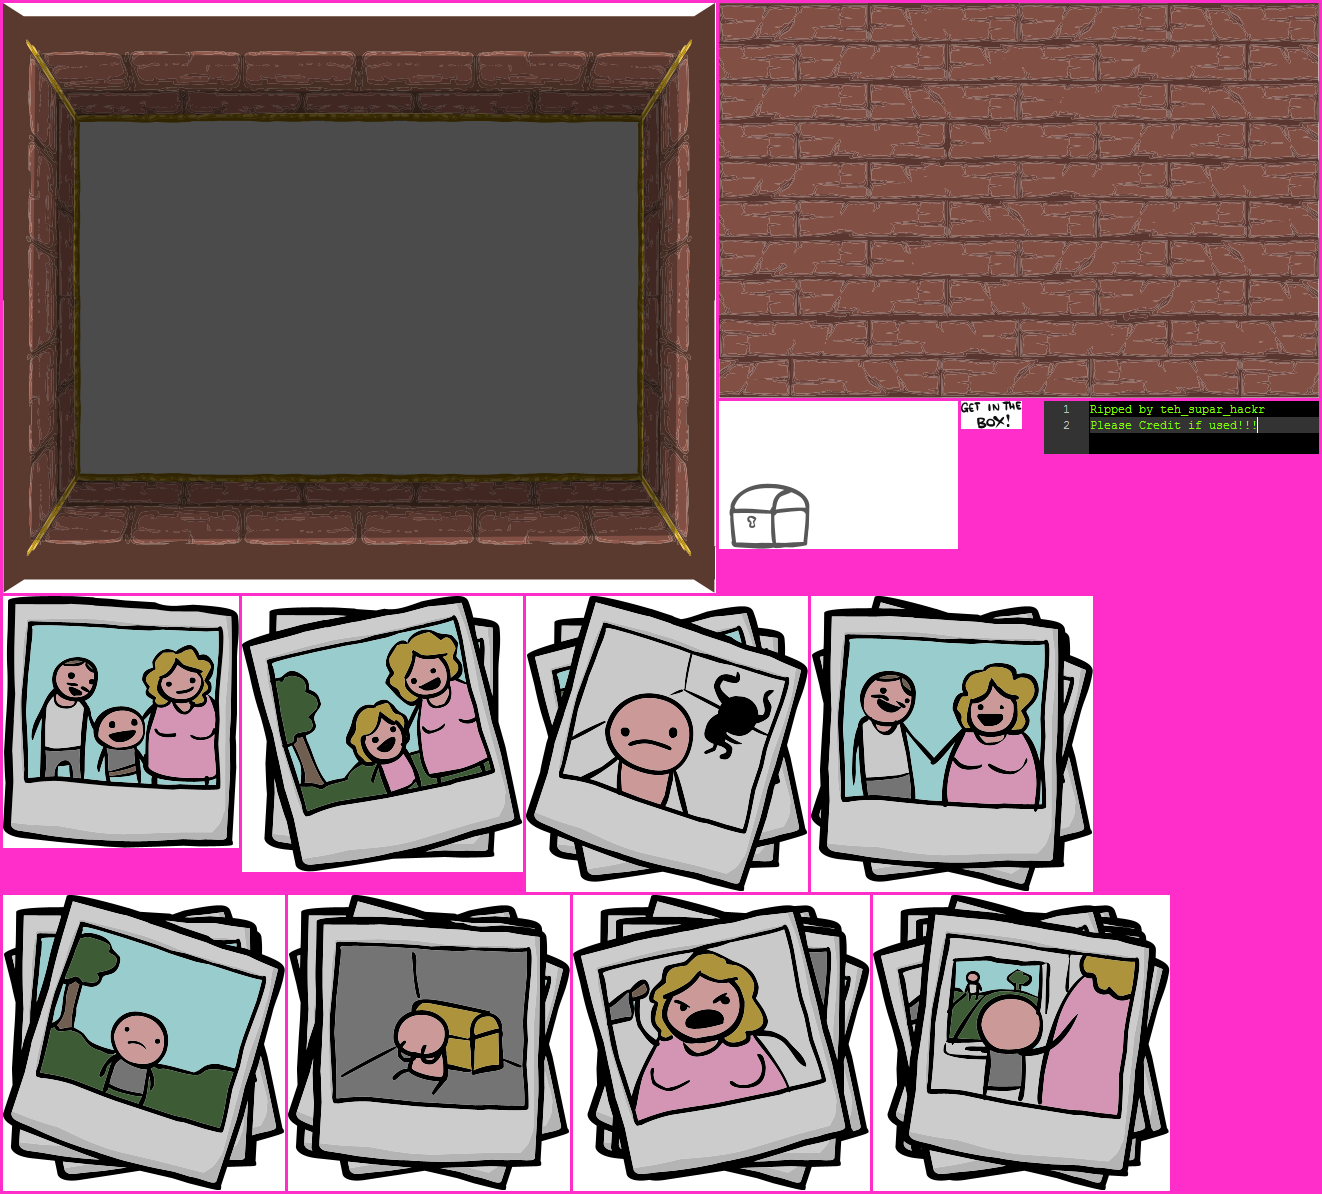 GET IN THE
BOX!
1 Ripped by teh_supar_hackr
2 Please Credit if used!!!